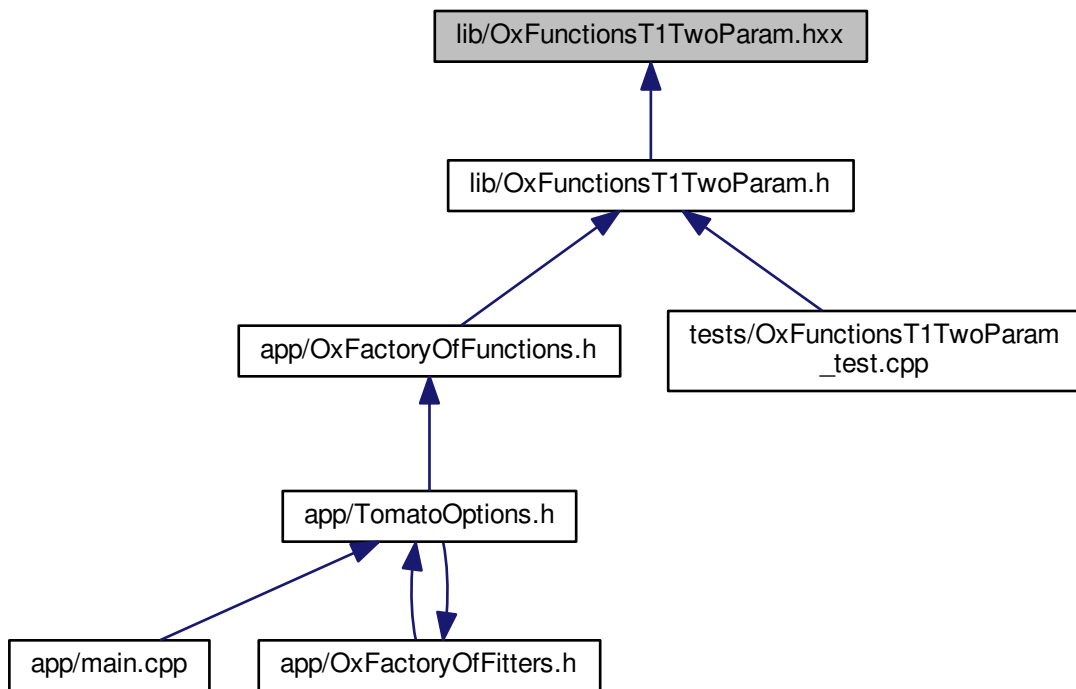 lib/OxFunctionsT1TwoParam.hxx
lib/OxFunctionsT1TwoParam.h
app/OxFactoryOfFunctions.h
tests/OxFunctionsT1TwoParam
_test.cpp
app/TomatoOptions.h
app/main.cpp
app/OxFactoryOfFitters.h